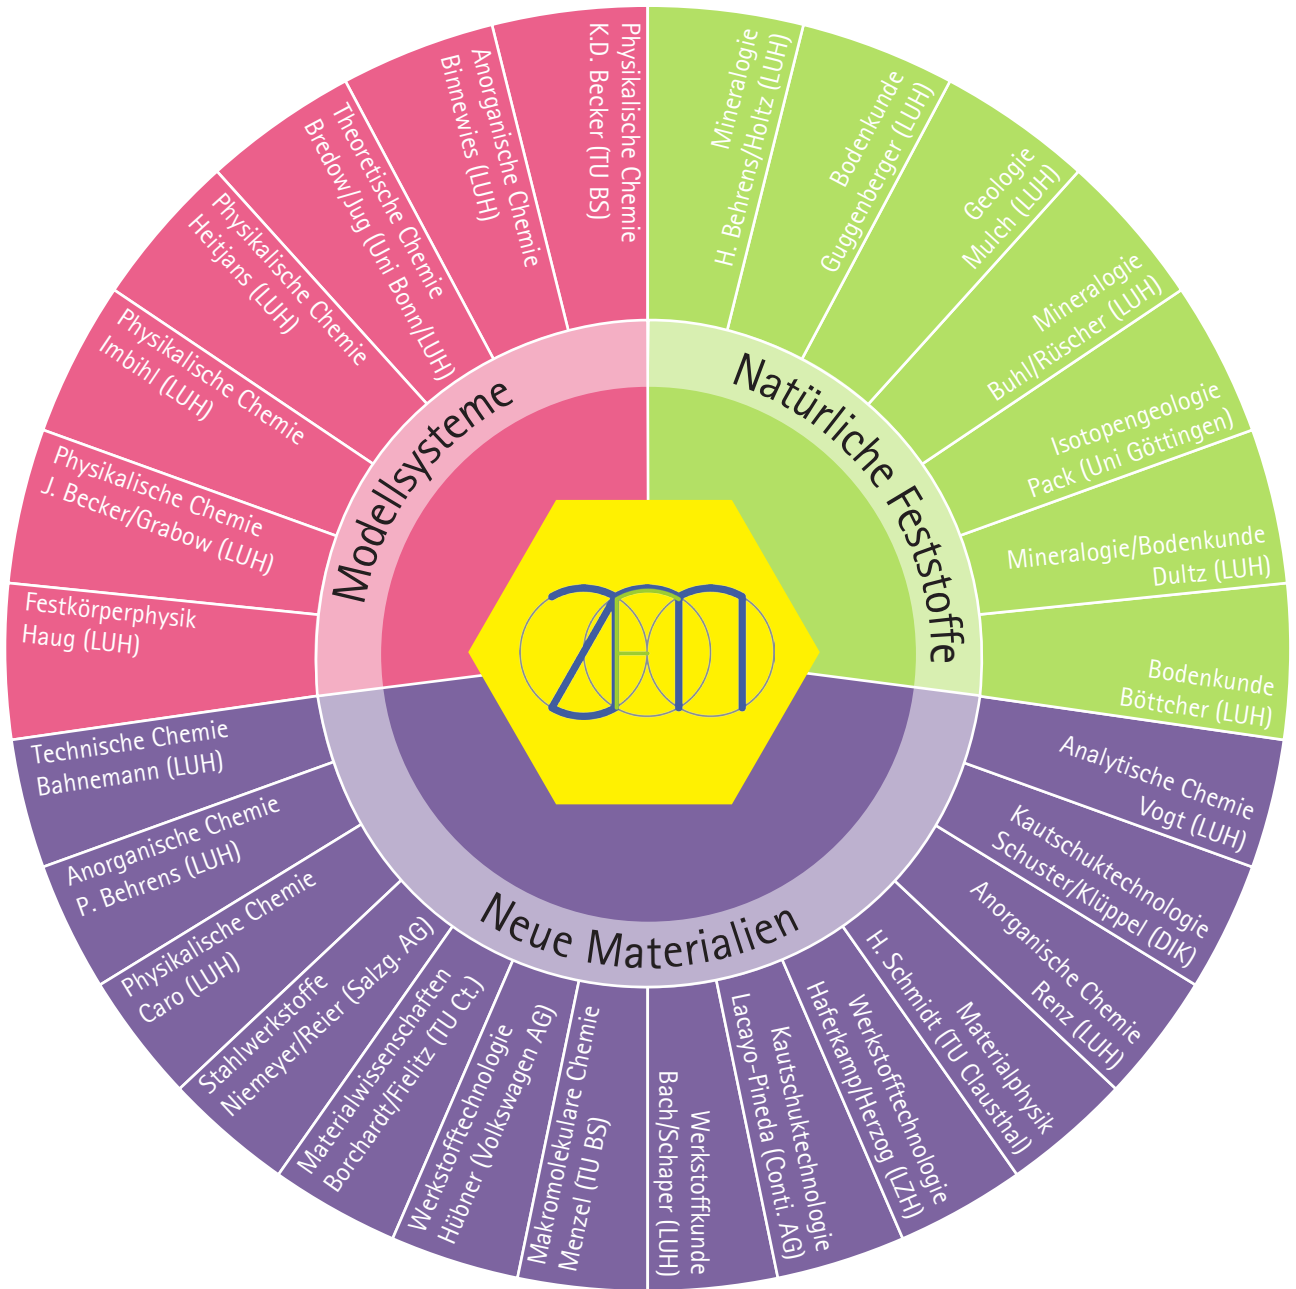 Modellsysteme
Physikalische Chemie
K.D. Becker (TU BS)
Anorganische Chemie
Binnewies (LUH)
Theoretische Chemie
Bredow/Jug (Uni Bonn/LUH)
Physikalische Chemie
Heitjans (LUH)
Physikalische Chemie
Imbihl (LUH)
Physikalische Chemie
J. Becker/Grabow (LUH)
Festkörperphysik
Haug (LUH)
Natürliche Feststoffe
Mineralogie
H. Behrens/Holtz (LUH)
Bodenkunde
Guggenberger (LUH)
Geologie
Mulch (LUH)
Mineralogie
Buhl/Rüscher (LUH)
Isotopengeologie
Pack (Uni Göttingen)
Mineralogie/Bodenkunde
Dultz (LUH)
Bodenkunde
Böttcher (LUH)
Neue Materialien
Analytische Chemie
Vogt (LUH)
Kautschuktechnologie
Schuster/Klüppel (DIK)
Anorganische Chemie
Renz (LUH)
Materialphysik
H. Schmidt (TU Clausthal)
Werkstofftechnologie
Haferkamp/Herzog (LZH)
Kautschuktechnologie
Lacayo-Pineda (Conti. AG)
Werkstoffkunde
Bach/Schaper (LUH)
Makromolekulare Chemie
Menzel (TU BS)
Werkstofftechnologie
Hübner (Volkswagen AG)
Materialwissenschaften
Borchardt/Fielitz (TU Ct.)
Stahlwerkstoffe
Niemeyer/Reier (Salzg. AG)
Physikalische Chemie
Caro (LUH)
Anorganische Chemie
P. Behrens (LUH)
Technische Chemie
Bahnemann (LUH)